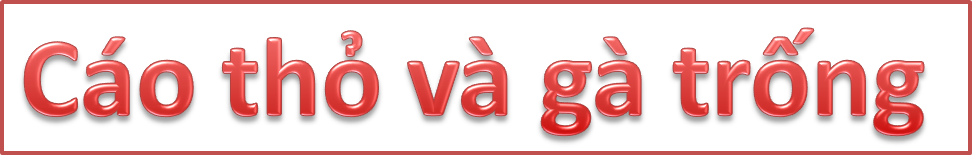 Cáo thỏ và gà trống